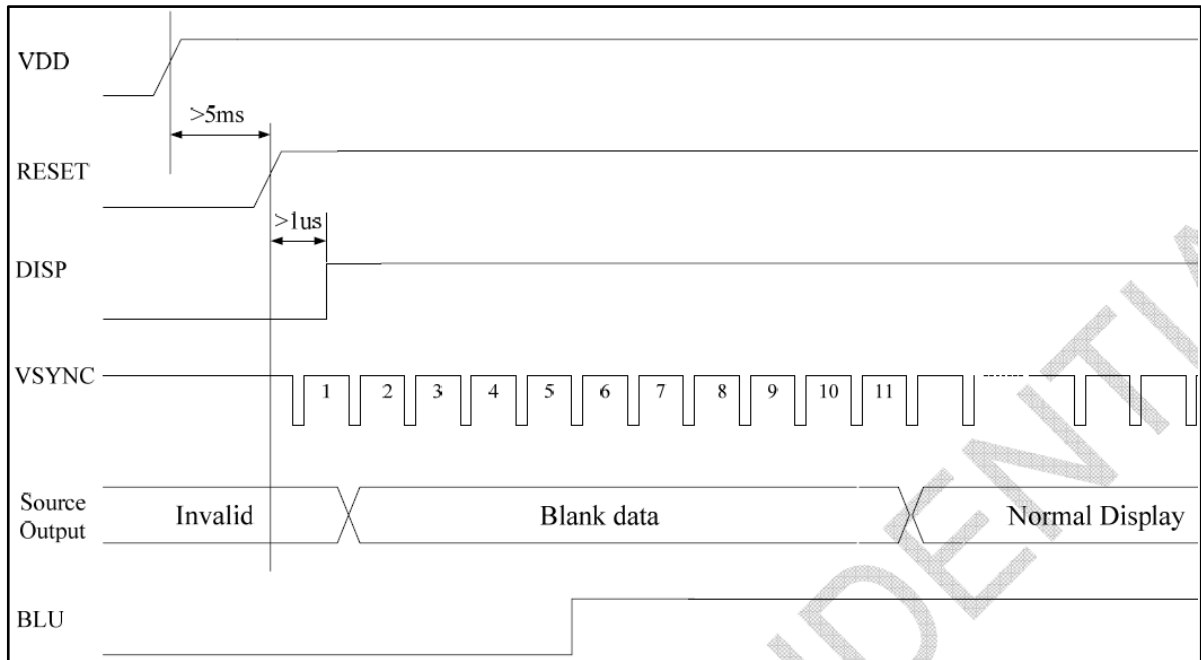 VDD
>5ms
RESET
>1us
DISP
VSYNC
1 2 3 4 5 6 7 8 9 10 11
Source
Output
Invalid
Blank data
Normal Display
BLU